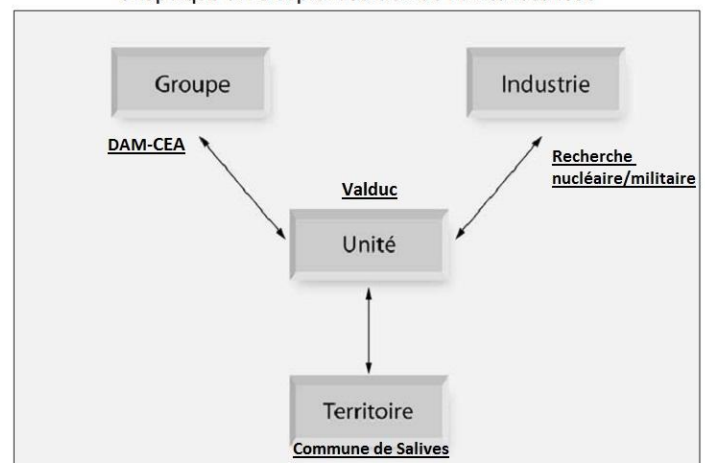 Groupe
Industrie
DAM-CEA
Recherche
nucléaire/militaire
Valduc
Unité
Territoire
Commune de Salives